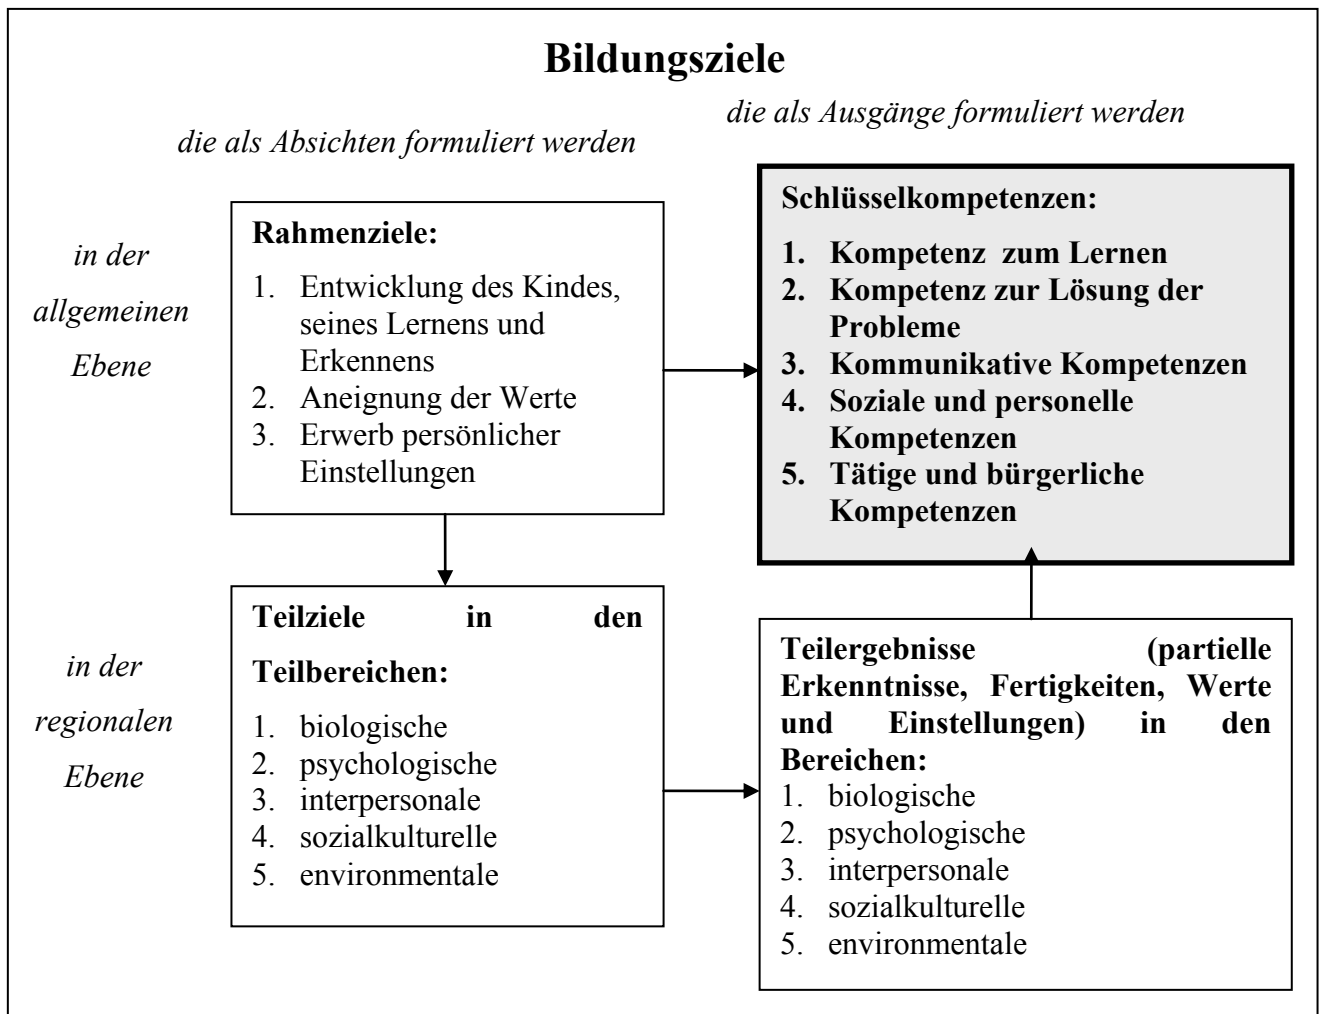 Bildungsziele
die als Absichten formuliert werden
die als Ausgänge formuliert werden
in der
allgemeinen
Ebene
Rahmenziele:
1. Entwicklung des Kindes,
seines Lernens und
Erkennens
2. Aneignung der Werte
3. Erwerb persönlicher
Einstellungen
Schlüsselkompetenzen:
1. Kompetenz zum Lernen
2. Kompetenz zur Lösung der
Probleme
3. Kommunikative Kompetenzen
4. Soziale und personelle
Kompetenzen
5. Tätige und bürgerliche
Kompetenzen
in der
regionalen
Ebene
Teilziele in den
Teilbereichen:
1. biologische
2. psychologische
3. interpersonale
4. sozialkulturelle
5. environmentale
Teilergebnisse (partielle
Erkenntnisse, Fertigkeiten, Werte
und Einstellungen) in den
Bereichen:
1. biologische
2. psychologische
3. interpersonale
4. sozialkulturelle
5. environmentale